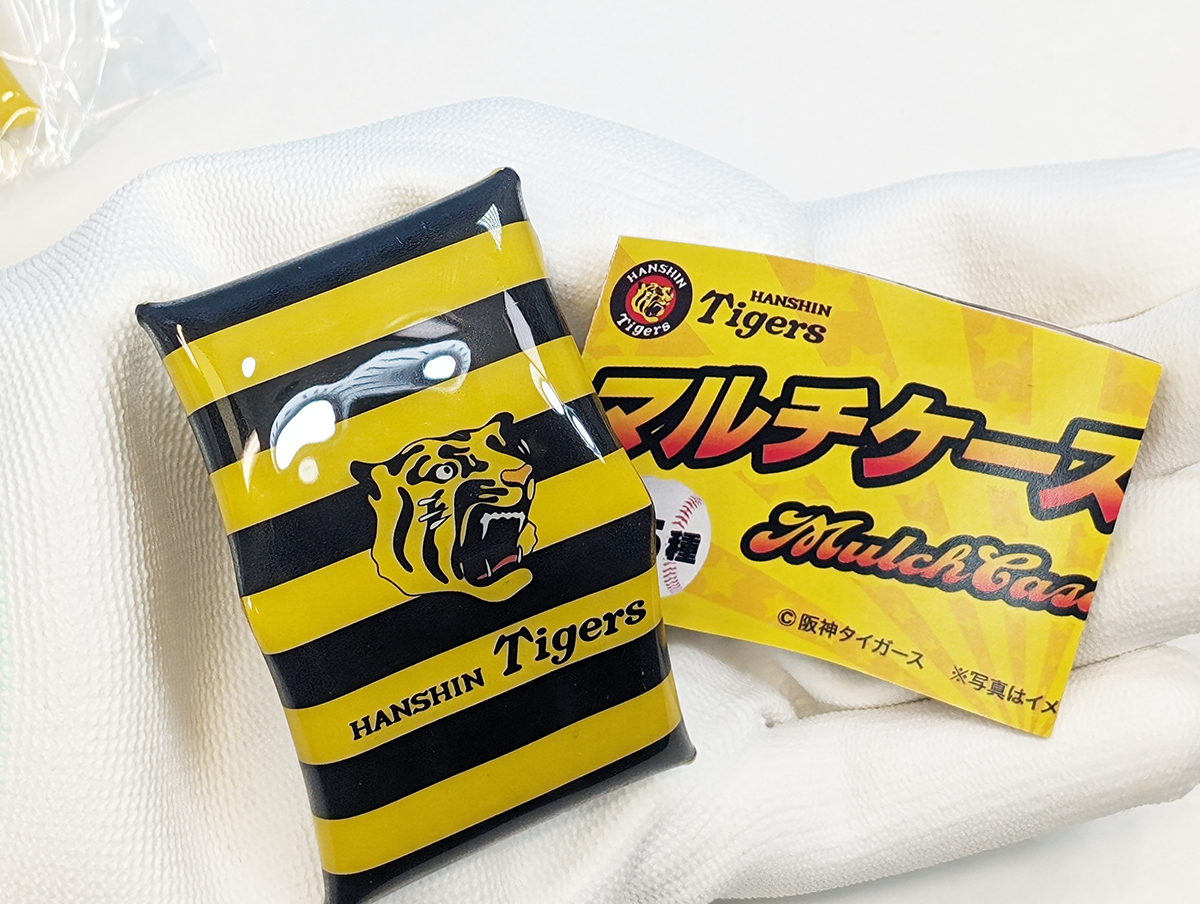 HANSHIN Tigers
HANSHIN
Tigers
HANSHIN
Tigers
マルチケース
種
Mulch Case
©阪神タイガース
※写真はイメ